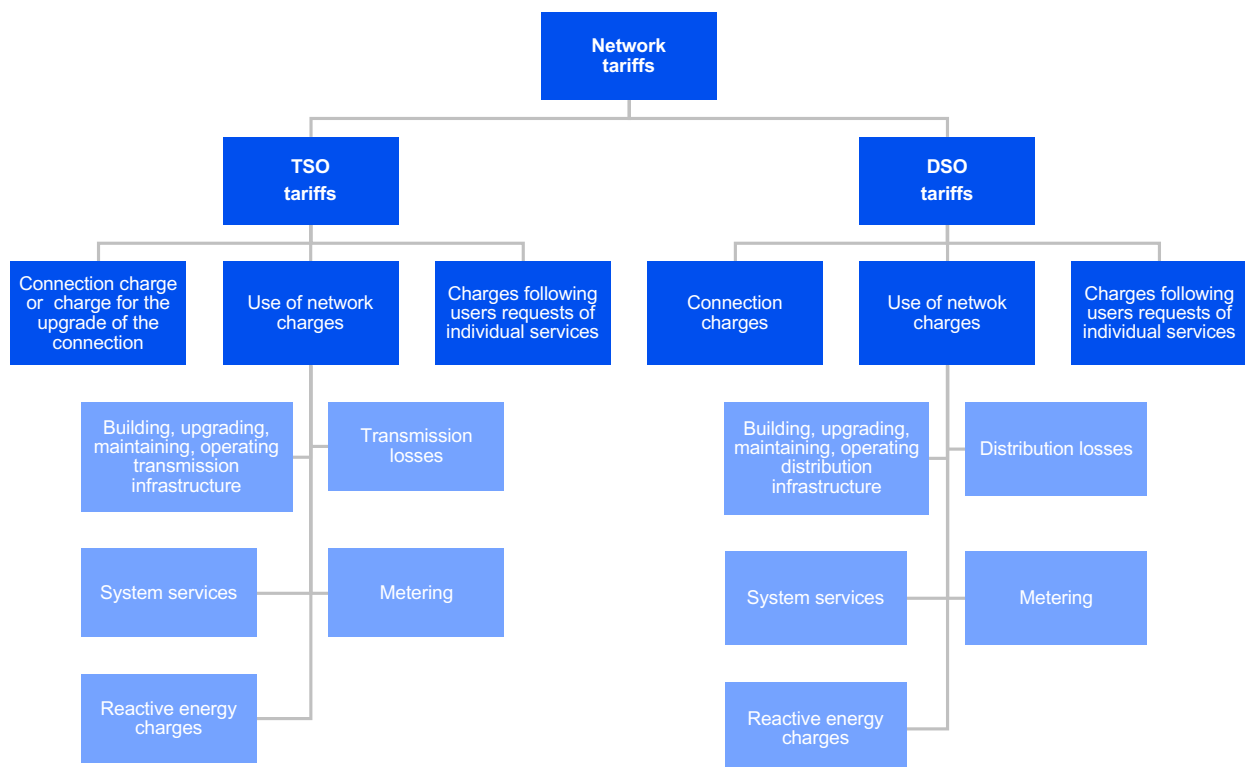 Network
tariffs
TSO
tariffs
DSO
tariffs
Connection charge
or charge for the
upgrade of the
connection
Use of network
charges
Charges following
users requests of
individual services
Connection
charges
Use of netwok
charges
Charges following
users requests of
individual services
Building, upgrading,
maintaining, operating
transmission
infrastructure
Transmission
losses
Building, upgrading,
maintaining, operating
distribution
infrastructure
Distribution losses
System services
Metering
System services
Metering
Reactive energy
charges
Reactive energy
charges